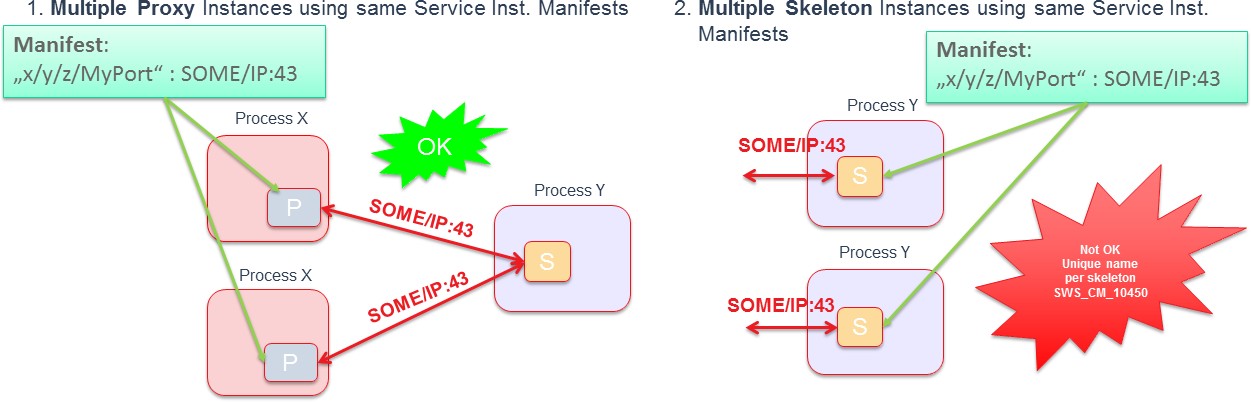 1. Multiple Proxy Instances using same Service Inst. Manifests
Manifest:
„x/y/z/MyPort“ : SOME/IP:43
Process X
OK
P
SOME/IP:43
Process Y
S
Process X
SOME/IP:43
P
2. Multiple Skeleton Instances using same Service Inst.
Manifests
Manifest:
„x/y/z/MyPort“ : SOME/IP:43
Process Y
SOME/IP:43
S
Process Y
SOME/IP:43
S
Not OK
Unique name
per skeleton
SWS_CM_10450